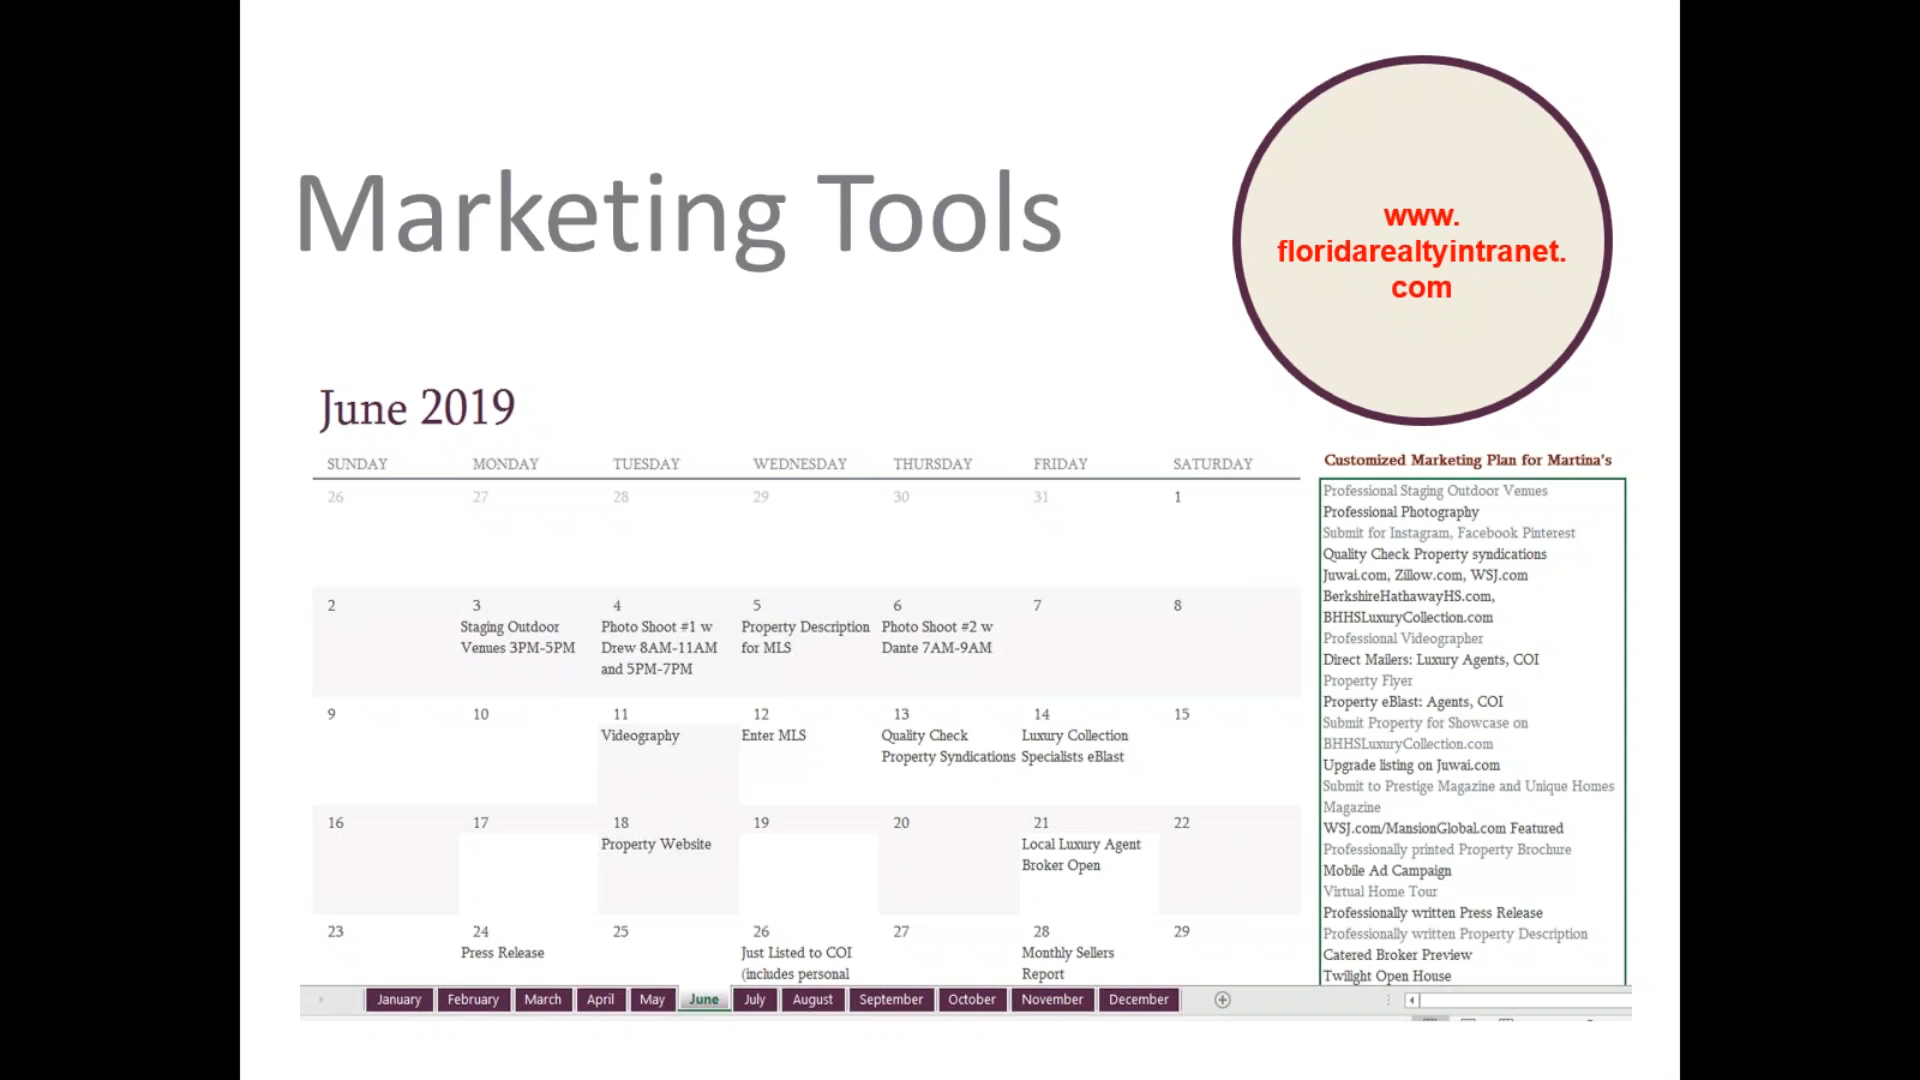 Marketing Tools
www.
floridarealtyintranet.
com
June 2019
SUNDAY MONDAY TUESDAY WEDNESDAY THURSDAY FRIDAY SATURDAY
26 27 28 29 30 31 1
2 3 4 5 6 7 8
Staging Outdoor Photo Shoot #1 w Property Description Photo Shoot #2 w
Venues 3PM-5PM Drew 8AM-11AM for MLS Dante 7AM-9AM
and 5PM-7PM
9 10 11 12 13 14 15
Videography Enter MLS Quality Check Luxury Collection
Property Syndications Specialists eBlast
16 17 18 19 20 21 22
Property Website Local Luxury Agent
Broker Open
23 24 25 26 27 28 29
Press Release Just Listed to COI Monthly Sellers
(includes personal Report
Customized Marketing Plan for Martina's
Professional Staging Outdoor Venues
Professional Photography
Submit for Instagram, Facebook Pinterest
Quality Check Property syndications
Juwai.com, Zillow.com, WSJ.com
BerkshireHathawayHS.com,
BHHSLuxuryCollection.com
Professional Videographer
Direct Mailers: Luxury Agents, COI
Property Flyer
Property eBlast: Agents, COI
Submit Property for Showcase on
BHHSLuxuryCollection.com
Upgrade listing on Juwai.com
Submit to Prestige Magazine and Unique Homes
Magazine
WSJ.com/MansionGlobal.com Featured
Professionally printed Property Brochure
Mobile Ad Campaign
Virtual Home Tour
Professionally written Press Release
Professionally written Property Description
Catered Broker Preview
Twilight Open House
January February March April May June July August September October November December